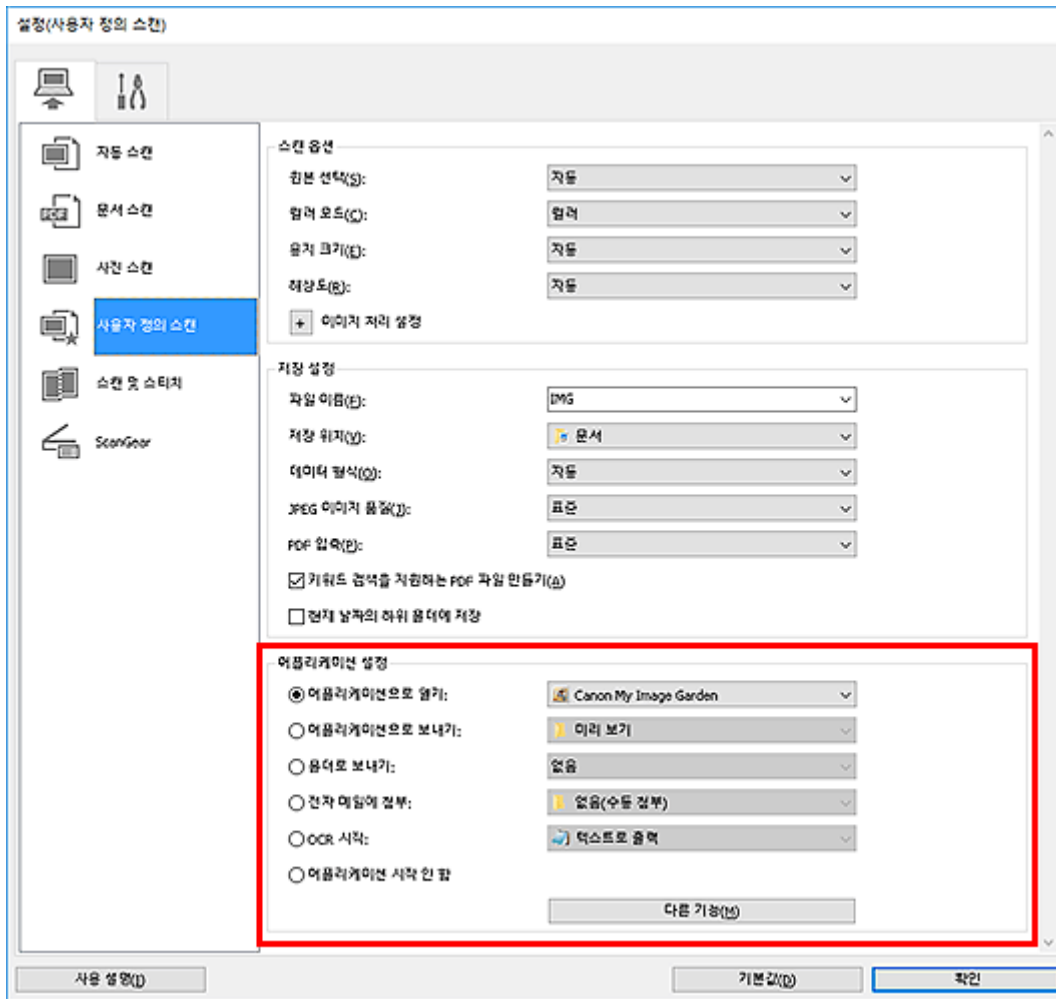 설정(사용자 정의 스캔)
자동 스캔
문서 스캔
사진 스캔
사용자 정의 스캔
스캔 및 스티치
ScanGear
스캔 옵션
원본 선택(S): 자동
컬러 모드(C): 컬러
용지 크기(E): 자동
해상도(R): 자동
+ 이미지 처리 설정
저장 설정
파일 이름(F): IMG
저장 위치(V): 문서
데이터 형식(O): 자동
JPEG 이미지 품질(J): 표준
PDF 압축(P): 표준
키워드 검색을 지원하는 PDF 파일 만들기(A)
현재 날짜의 하위 폴더에 저장
어플리케이션 설정
어플리케이션으로 열기: Canon My Image Garden
어플리케이션으로 보내기: 미리 보기
폴더로 보내기: 없음
전자 메일에 첨부: 없음(수동 첨부)
OCR 시작: 텍스트로 출력
어플리케이션 시작 안 함
다른 기능(M)
사용 설명(I) 기본값(D) 확인